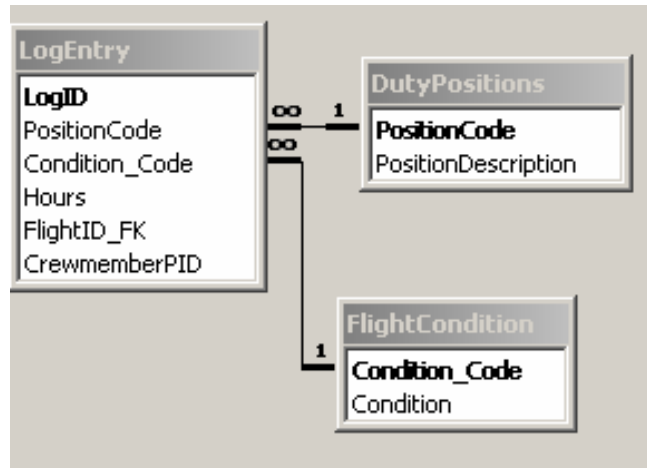 LogEntry
LogID
PositionCode
Condition_Code
Hours
FlightID_FK
CrewmemberPID
∞ 1
∞
DutyPositions
PositionCode
PositionDescription
1
FlightCondition
Condition_Code
Condition